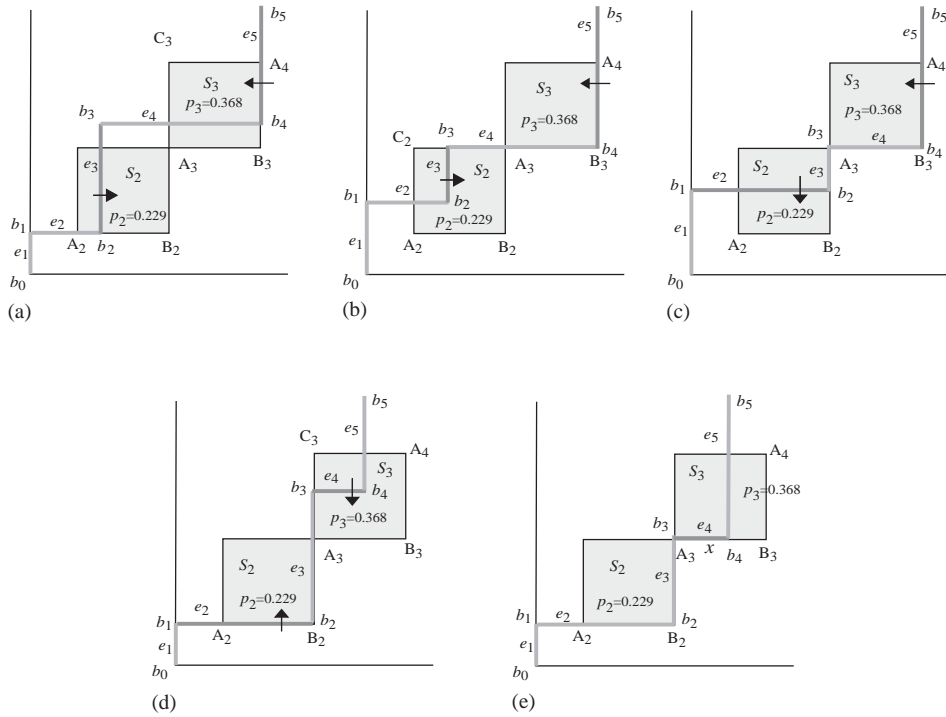 b5
C3
e5
A4
S3
p3=0.368
b3
e4
b4
A3
B3
e3
S2
p2=0.229
b1
e2
A2
b2
B2
e1
b0
(a)
b5
e5
A4
S3
p3=0.368
C2
b3
e4
A3
B3
b4
e3
S2
e2
b1
b2
p2=0.229
A2
B2
e1
b0
(b)
b5
e5
A4
S3
p3=0.368
b3
e4
b4
A3
B3
S2
e2
e3
b1
b2
p2=0.229
A2
B2
e1
b0
(c)
b5
e5
C3
A4
S3
e4
b3
b4
p3=0.368
A3
B3
S2
e3
p2=0.229
e2
b1
b2
A2
B2
e1
b0
(d)
b5
e5
A4
S3
p3=0.368
b3
e4
A3
x
b4
B3
S2
e3
p2=0.229
e2
b1
b2
A2
B2
e1
b0
(e)